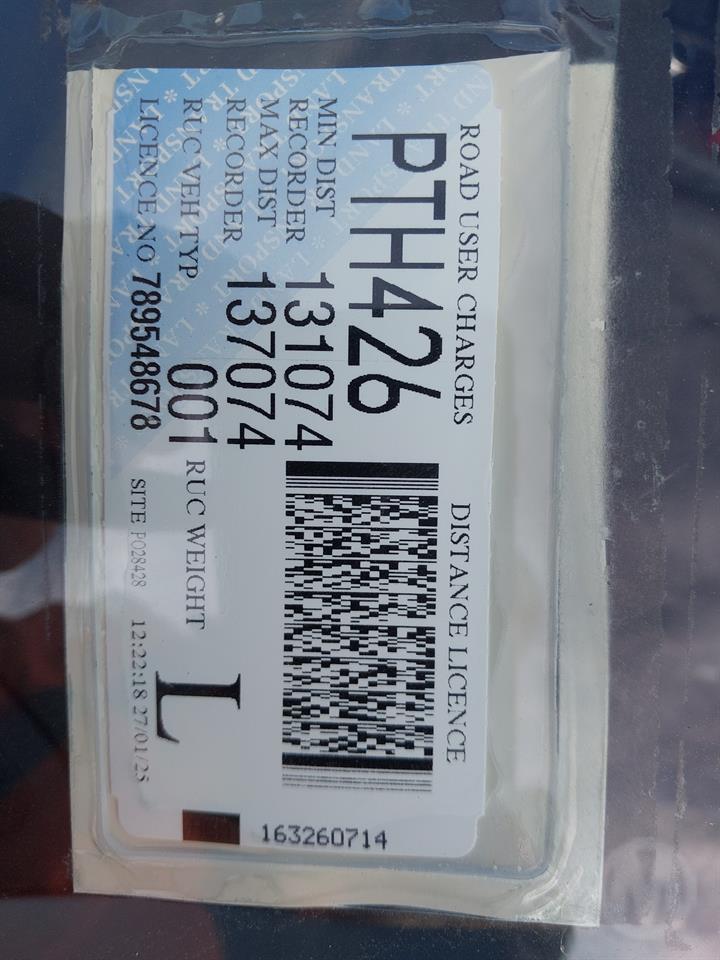 ROAD USER CHARGES DISTANCE LICENCE
PTH426
MIN DIST
RECORDER 131074
MAX DIST
RECORDER 137074
RUC VEH TYP 001 RUC WEIGHT L
LICENCE NO 789548678 SITE P028428 12:22:18 27/01/25
163260714